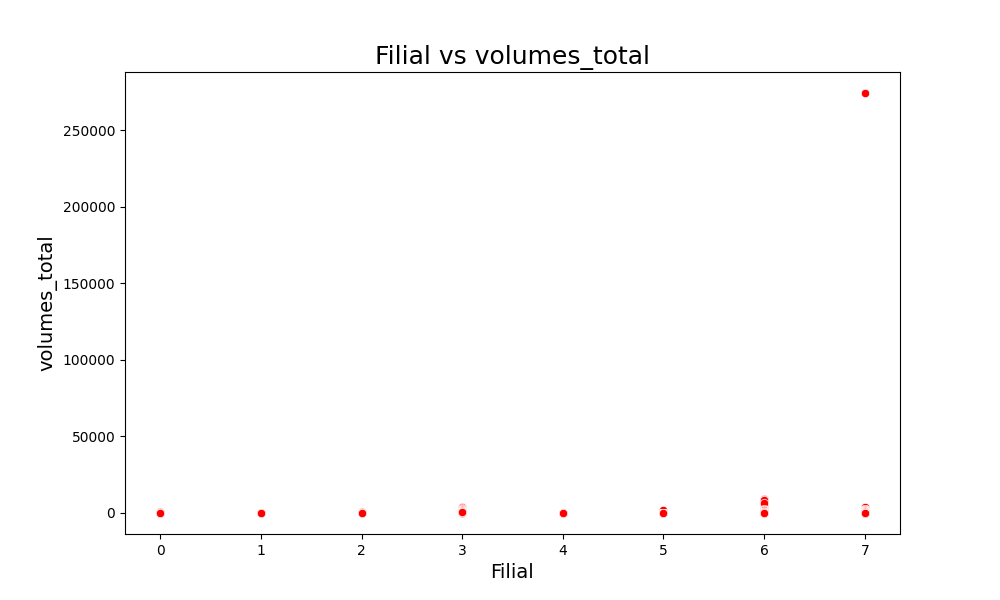 Filial vs volumes_total
volumes_total
250000
200000
150000
100000
50000
0
0 1 2 3 4 5 6 7
Filial